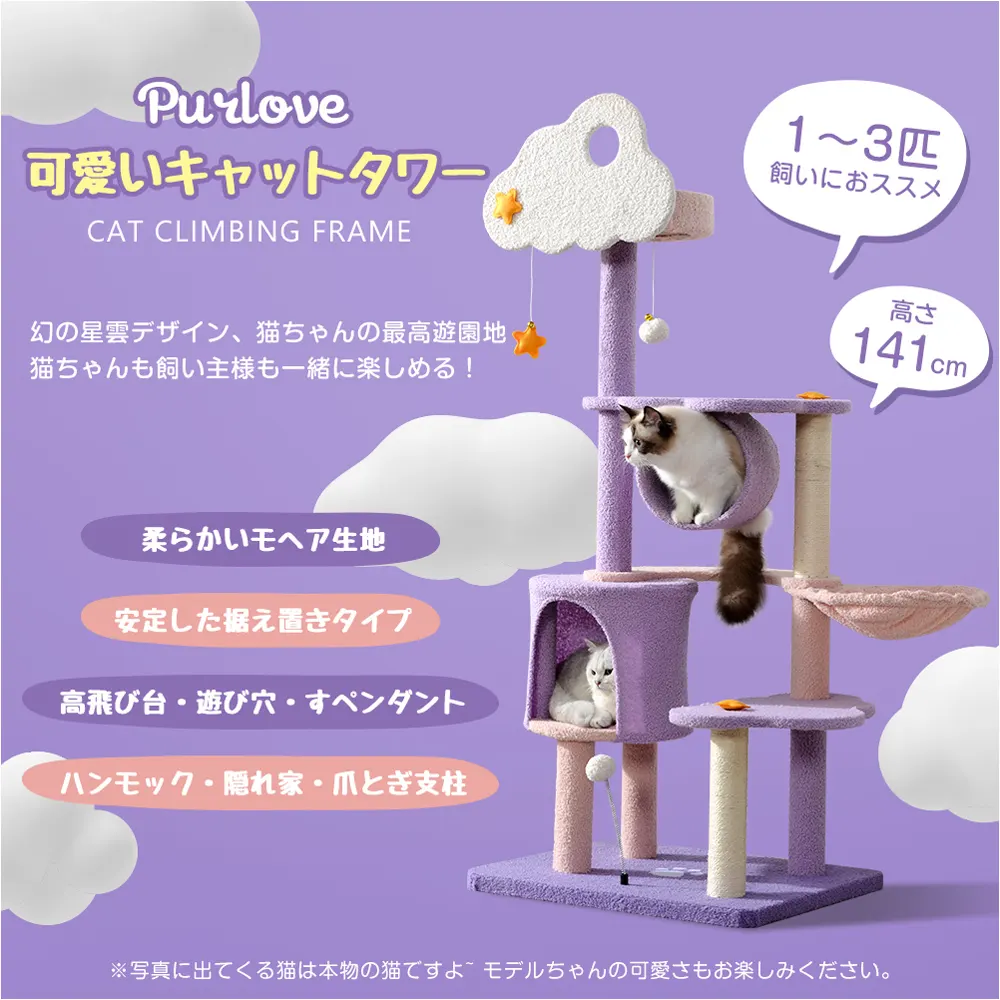 Purlove
可愛いキャットタワー
CAT CLIMBING FRAME
1～3匹
飼いにおススメ
高さ
141cm
幻の星雲デザイン、猫ちゃんの最高遊園地
猫ちゃんも飼い主様も一緒に楽しめる！
柔らかいモヘア生地
安定した据え置きタイプ
高飛び台・遊び穴・すペンダント
ハンモック・隠れ家・爪とぎ支柱
※写真に出てくる猫は本物の猫ですよ~ モデルちゃんの可愛さもお楽しみください。